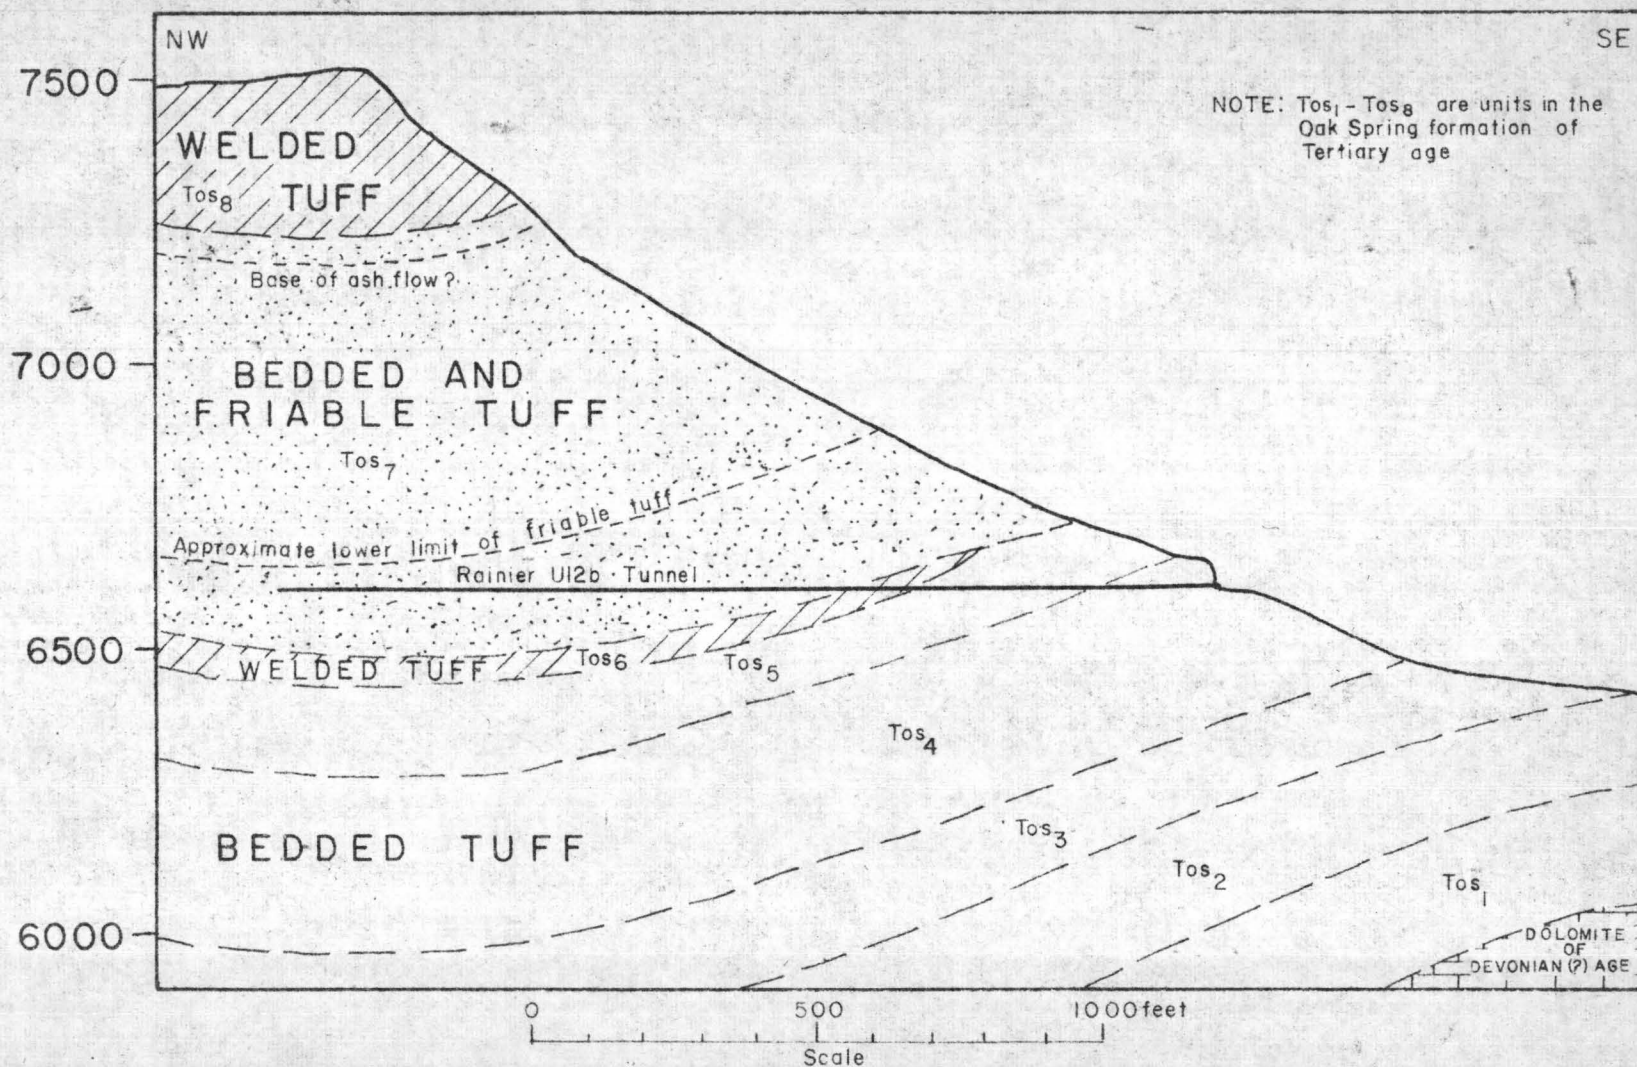 NW
SE
7500
NOTE: Tos₁ - Tos₈ are units in the
Oak Spring formation of
Tertiary age
WELDED
Tos₈ TUFF
Base of ash flow?
7000
BEDDED AND
FRIABLE TUFF
Tos₇
Approximate lower limit of friable tuff
Rainier U12b Tunnel
6500
WELDED TUFF
Tos₆
Tos₅
Tos₄
BEDDED TUFF
Tos₃
Tos₂
Tos₁
6000
DOLOMITE
OF
DEVONIAN (?) AGE
0 500 1000 feet
Scale